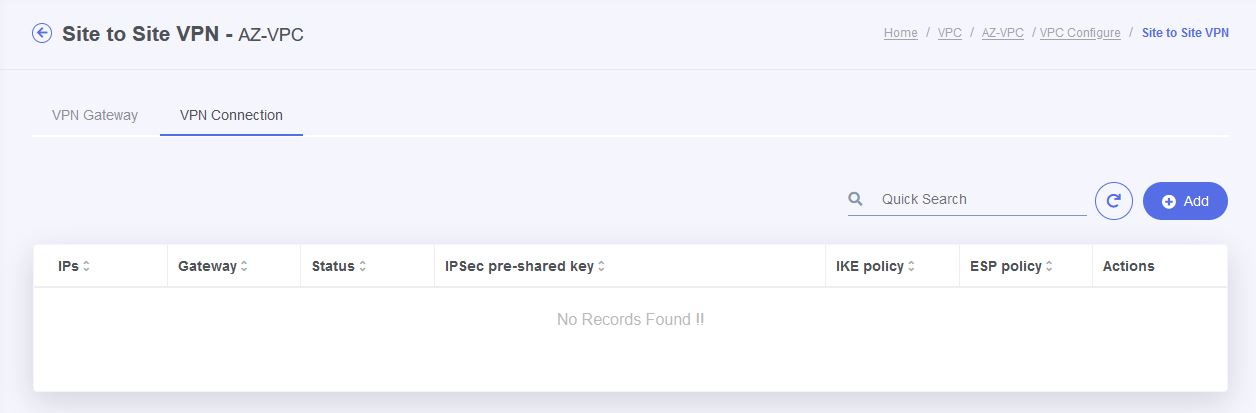 Site to Site VPN - AZ-VPC
Home / VPC / AZ-VPC / VPC Configure / Site to Site VPN
VPN Gateway VPN Connection
Quick Search Add
IPs Gateway Status IPSec pre-shared key IKE policy ESP policy Actions
No Records Found !!